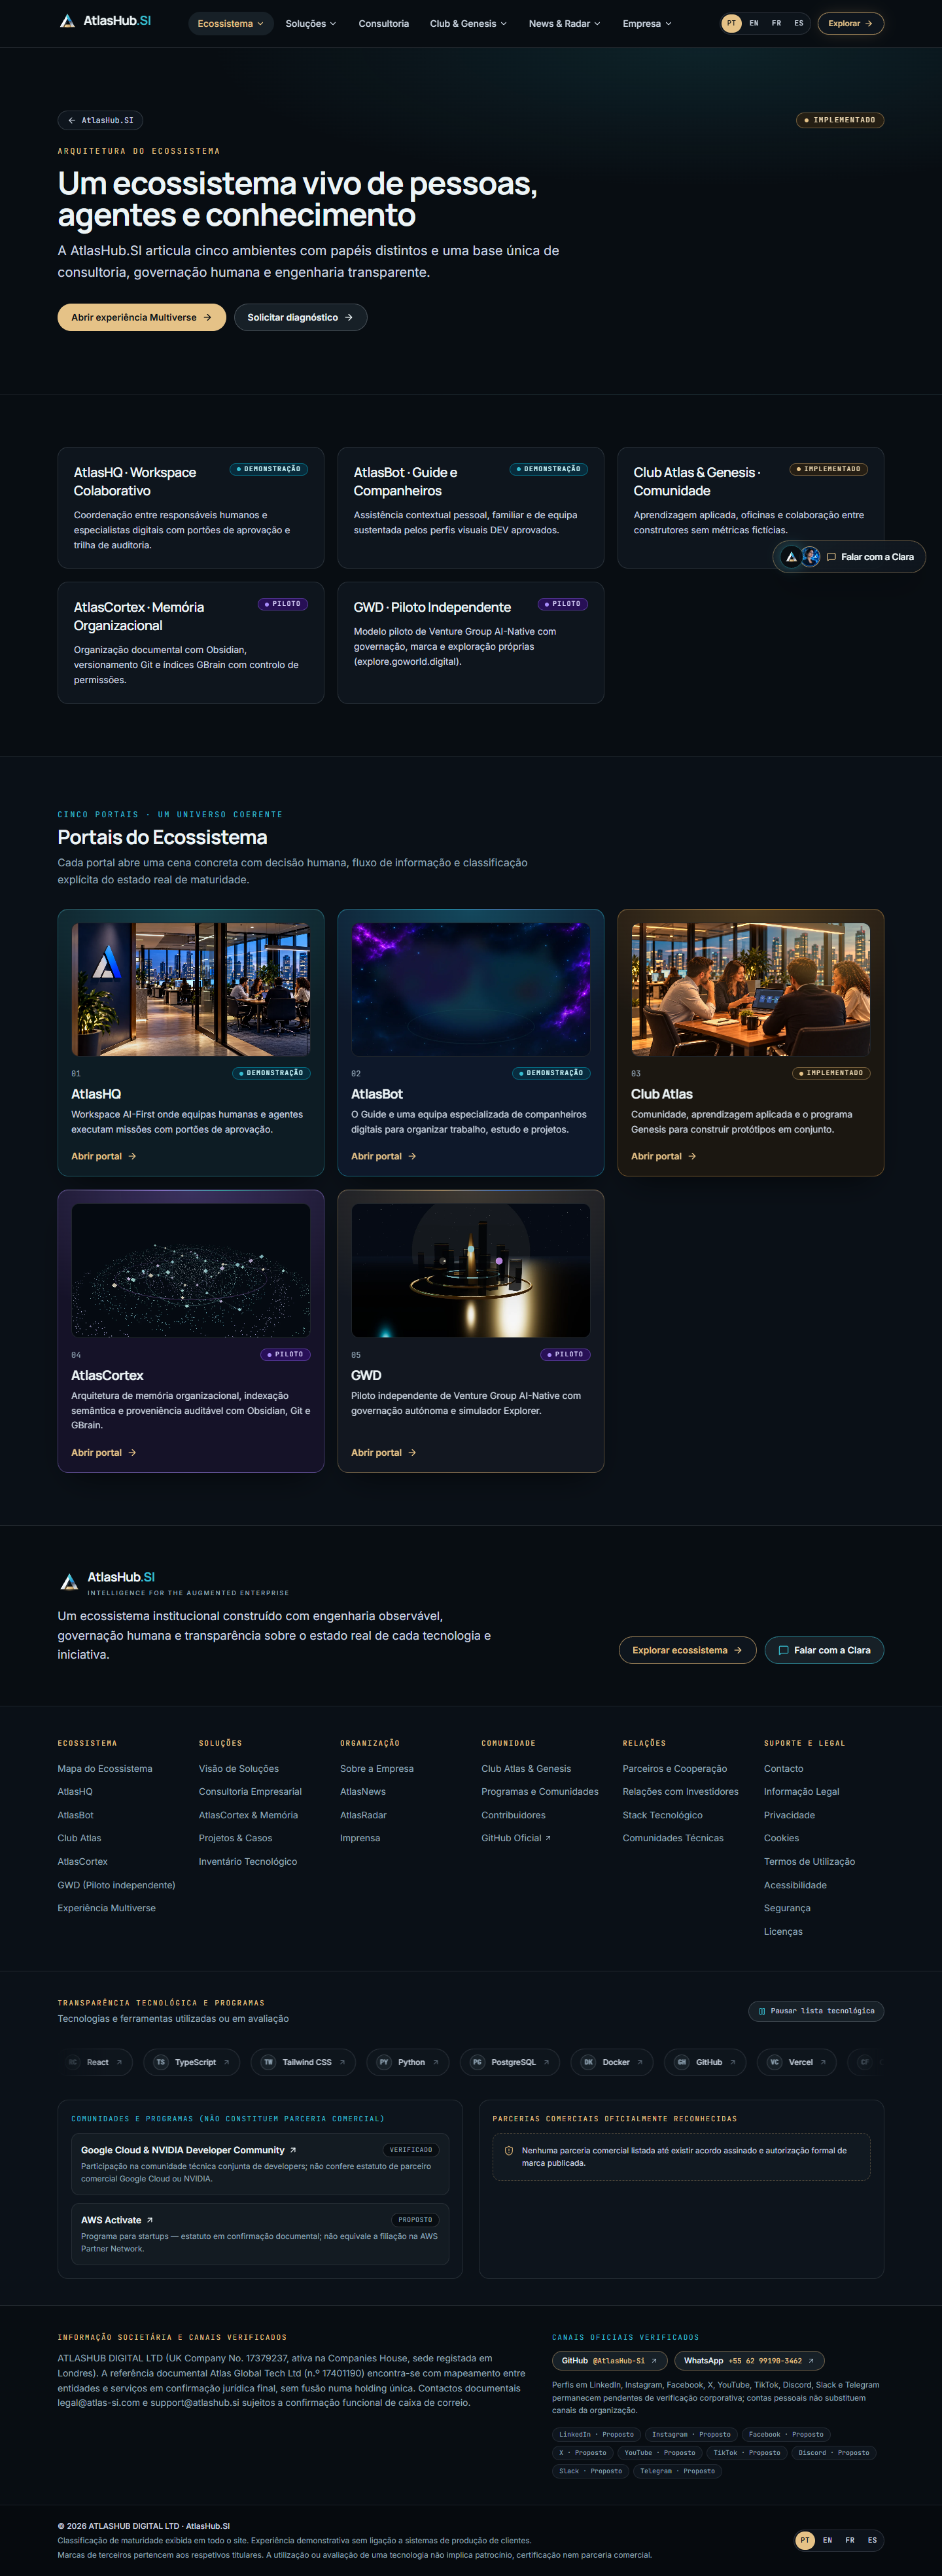 AtlasHub.SI
Ecossistema
Soluções
Consultoria
Club & Genesis
News & Radar
Empresa
PT EN FR ES
Explorar →
← AtlasHub.SI
IMPLEMENTADO
ARQUITETURA DO ECOSSISTEMA
Um ecossistema vivo de pessoas,
agentes e conhecimento
A AtlasHub.SI articula cinco ambientes com papéis distintos e uma base única de
consultoria, governação humana e engenharia transparente.
Abrir experiência Multiverse →
Solicitar diagnóstico →
AtlasHQ · Workspace
Colaborativo
DEMONSTRAÇÃO
Coordenação entre responsáveis humanos e
especialistas digitais com portões de aprovação e
trilha de auditoria.
AtlasBot · Guide e
Companheiros
DEMONSTRAÇÃO
Assistência contextual pessoal, familiar e de equipa
sustentada pelos perfis visuais DEV aprovados.
Club Atlas & Genesis ·
Comunidade
IMPLEMENTADO
Aprendizagem aplicada, oficinas e colaboração entre
construtores sem métricas fictícias.
Falar com a Clara
AtlasCortex · Memória
Organizacional
PILOTO
Organização documental com Obsidian,
versionamento Git e índices GBrain com controlo de
permissões.
GWD · Piloto Independente
PILOTO
Modelo piloto de Venture Group AI-Native com
governação, marca e exploração próprias
(explore.goworld.digital).
CINCO PORTAIS · UM UNIVERSO COERENTE
Portais do Ecossistema
Cada portal abre uma cena concreta com decisão humana, fluxo de informação e classificação
explícita do estado real de maturidade.
01
DEMONSTRAÇÃO
AtlasHQ
Workspace AI-First onde equipas humanas e agentes
executam missões com portões de aprovação.
Abrir portal →
02
DEMONSTRAÇÃO
AtlasBot
O Guide e uma equipa especializada de companheiros
digitais para organizar trabalho, estudo e projetos.
Abrir portal →
03
IMPLEMENTADO
Club Atlas
Comunidade, aprendizagem aplicada e o programa
Genesis para construir protótipos em conjunto.
Abrir portal →
04
PILOTO
AtlasCortex
Arquitetura de memória organizacional, indexação
semântica e proveniência auditável com Obsidian, Git e
GBrain.
Abrir portal →
05
PILOTO
GWD
Piloto independente de Venture Group AI-Native com
governação autónoma e simulador Explorer.
Abrir portal →
AtlasHub.SI
INTELLIGENCE FOR THE AUGMENTED ENTERPRISE
Um ecossistema institucional construído com engenharia observável,
governação humana e transparência sobre o estado real de cada tecnologia e
iniciativa.
Explorar ecossistema →
Falar com a Clara
ECOSSISTEMA
Mapa do Ecossistema
AtlasHQ
AtlasBot
Club Atlas
AtlasCortex
GWD (Piloto independente)
Experiência Multiverse
SOLUÇÕES
Visão de Soluções
Consultoria Empresarial
AtlasCortex & Memória
Projetos & Casos
Inventário Tecnológico
ORGANIZAÇÃO
Sobre a Empresa
AtlasNews
AtlasRadar
Imprensa
COMUNIDADE
Club Atlas & Genesis
Programas e Comunidades
Contribuidores
GitHub Oficial ↗
RELAÇÕES
Parceiros e Cooperação
Relações com Investidores
Stack Tecnológico
Comunidades Técnicas
SUPORTE E LEGAL
Contacto
Informação Legal
Privacidade
Cookies
Termos de Utilização
Acessibilidade
Segurança
Licenças
TRANSPARÊNCIA TECNOLÓGICA E PROGRAMAS
Tecnologias e ferramentas utilizadas ou em avaliação
Pausar lista tecnológica
React ↗
TS TypeScript ↗
TW Tailwind CSS ↗
PY Python ↗
PG PostgreSQL ↗
DK Docker ↗
GH GitHub ↗
VC Vercel ↗
CF
COMUNIDADES E PROGRAMAS (NÃO CONSTITUEM PARCERIA COMERCIAL)
Google Cloud & NVIDIA Developer Community ↗
VERIFICADO
Participação na comunidade técnica conjunta de developers; não confere estatuto de parceiro
comercial Google Cloud ou NVIDIA.
AWS Activate ↗
PROPOSTO
Programa para startups — estatuto em confirmação documental; não equivale a filiação na AWS
Partner Network.
PARCERIAS COMERCIAIS OFICIALMENTE RECONHECIDAS
Nenhuma parceria comercial listada até existir acordo assinado e autorização formal de
marca publicada.
INFORMAÇÃO SOCIETÁRIA E CANAIS VERIFICADOS
ATLASHUB DIGITAL LTD (UK Company No. 17379237, ativa na Companies House, sede registada em
Londres). A referência documental Atlas Global Tech Ltd (n.º 17401190) encontra-se com mapeamento entre
entidades e serviços em confirmação jurídica final, sem fusão numa holding única. Contactos documentais
legal@atlas-si.com e support@atlashub.si sujeitos a confirmação funcional de caixa de correio.
CANAIS OFICIAIS VERIFICADOS
GitHub @AtlasHub-Si ↗
WhatsApp +55 62 99190-3462 ↗
Perfis em LinkedIn, Instagram, Facebook, X, YouTube, TikTok, Discord, Slack e Telegram
permanecem pendentes de verificação corporativa; contas pessoais não substituem
canais da organização.
LinkedIn · Proposto
Instagram · Proposto
Facebook · Proposto
X · Proposto
YouTube · Proposto
TikTok · Proposto
Discord · Proposto
Slack · Proposto
Telegram · Proposto
© 2026 ATLASHUB DIGITAL LTD · AtlasHub.SI
Classificação de maturidade exibida em todo o site. Experiência demonstrativa sem ligação a sistemas de produção de clientes.
Marcas de terceiros pertencem aos respetivos titulares. A utilização ou avaliação de uma tecnologia não implica patrocínio, certificação nem parceria comercial.
PT EN FR ES